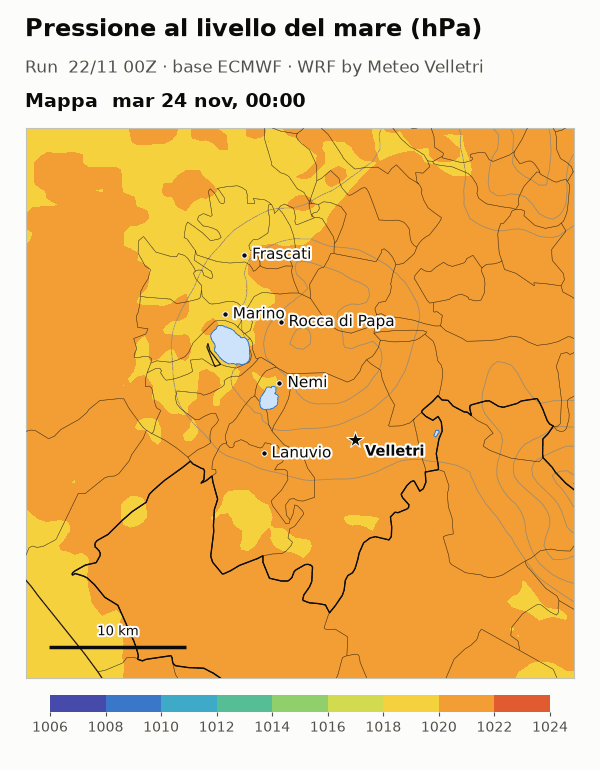 Pressione al livello del mare (hPa)
Run  22/11 00Z · base ECMWF · WRF by Meteo Velletri
Mappa  mar 24 nov, 00:00
Frascati
Marino
Rocca di Papa
Nemi
Velletri
Lanuvio
10 km
1006 1008 1010 1012 1014 1016 1018 1020 1022 1024